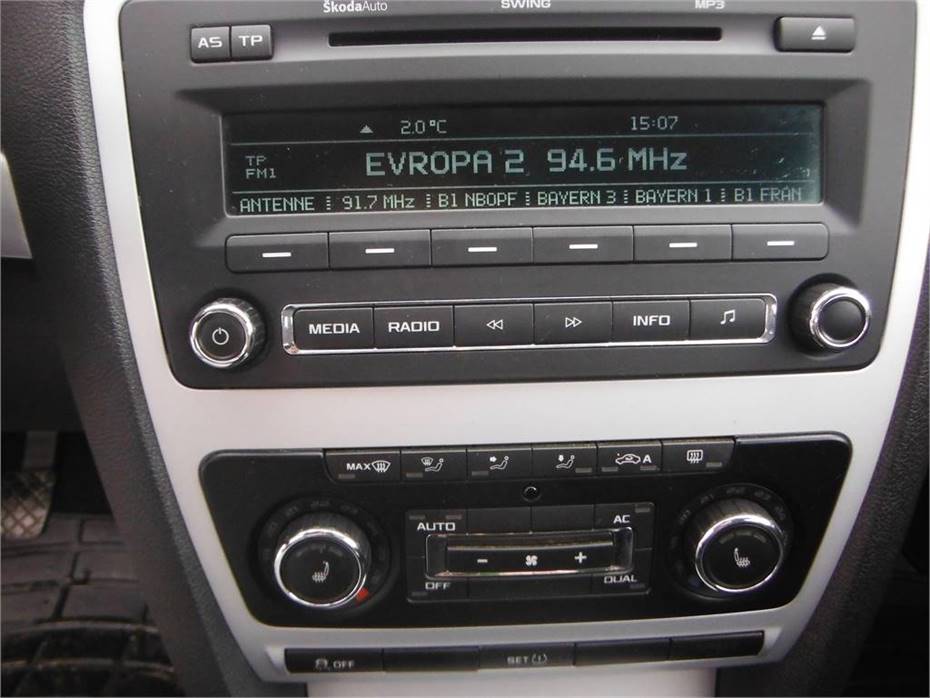 ŠkodaAuto SWING MP3
AS TP
2.0°C 15:07
TP
FM1
EVROPA 2 94.6 MHz
ANTENNE 91.7 MHz B1 NBOPF BAYERN 3 BAYERN 1 B1 FRÄN
MEDIA RADIO INFO
MAX A
AUTO AC
- +
OFF DUAL
OFF SET